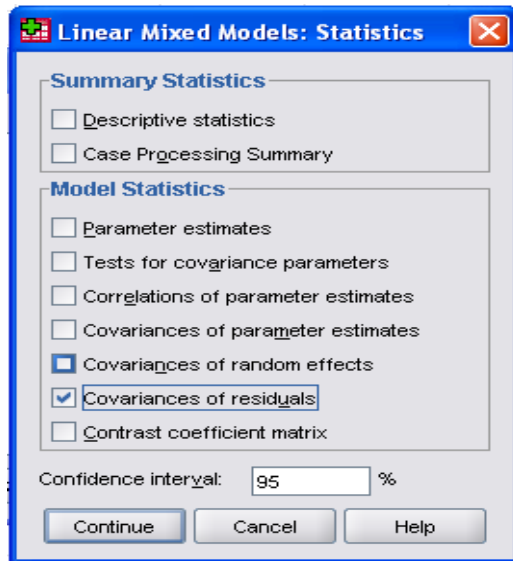 Linear Mixed Models: Statistics
Summary Statistics
Descriptive statistics
Case Processing Summary
Model Statistics
Parameter estimates
Tests for covariance parameters
Correlations of parameter estimates
Covariances of parameter estimates
Covariances of random effects
Covariances of residuals
Contrast coefficient matrix
Confidence interval: 95 %
Continue Cancel Help